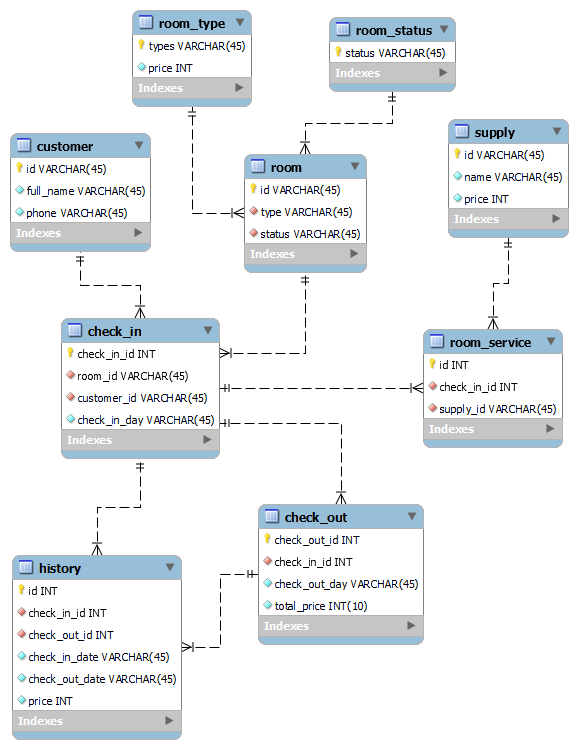 room_type
types VARCHAR(45)
price INT
Indexes
room_status
status VARCHAR(45)
Indexes
customer
id VARCHAR(45)
full_name VARCHAR(45)
phone VARCHAR(45)
Indexes
room
id VARCHAR(45)
type VARCHAR(45)
status VARCHAR(45)
Indexes
supply
id VARCHAR(45)
name VARCHAR(45)
price INT
Indexes
check_in
check_in_id INT
room_id VARCHAR(45)
customer_id VARCHAR(45)
check_in_day VARCHAR(45)
Indexes
room_service
id INT
check_in_id INT
supply_id VARCHAR(45)
Indexes
check_out
check_out_id INT
check_in_id INT
check_out_day VARCHAR(45)
total_price INT(10)
Indexes
history
id INT
check_in_id INT
check_out_id INT
check_in_date VARCHAR(45)
check_out_date VARCHAR(45)
price INT
Indexes